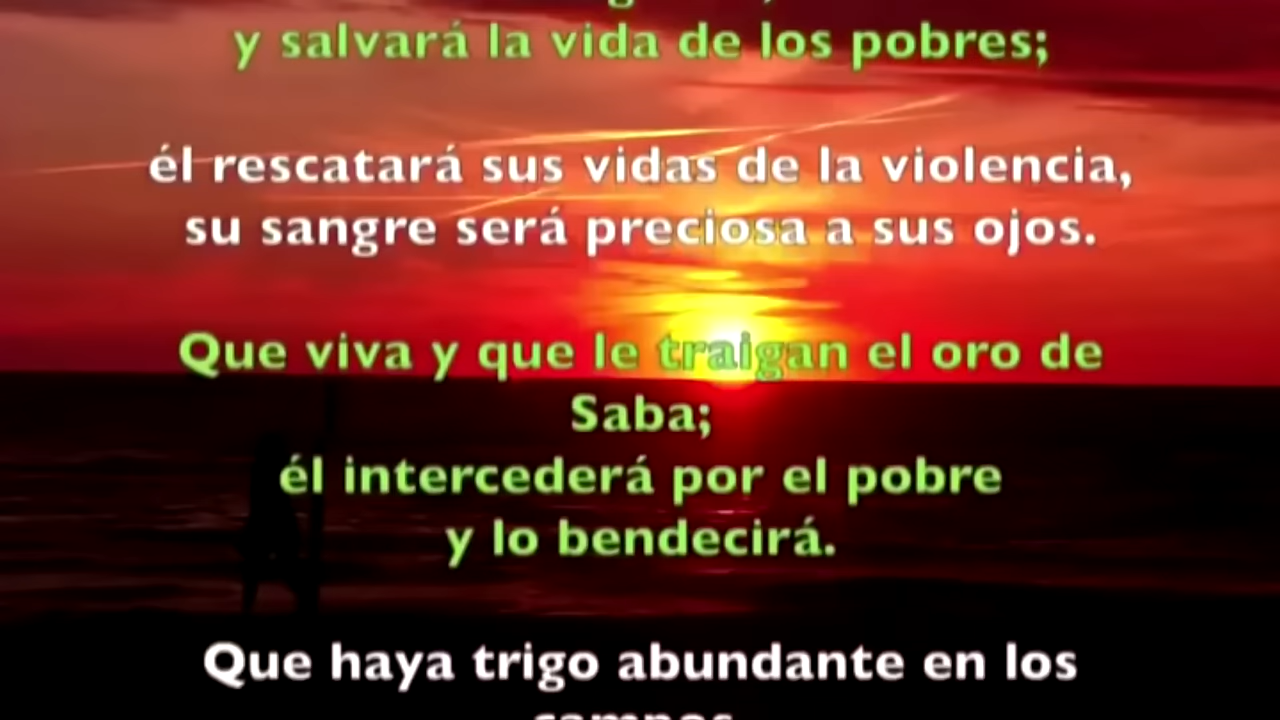 y salvará la vida de los pobres;
él rescatará sus vidas de la violencia,
su sangre será preciosa a sus ojos.
Que viva y que le traigan el oro de
Saba;
él intercederá por el pobre
y lo bendecirá.
Que haya trigo abundante en los